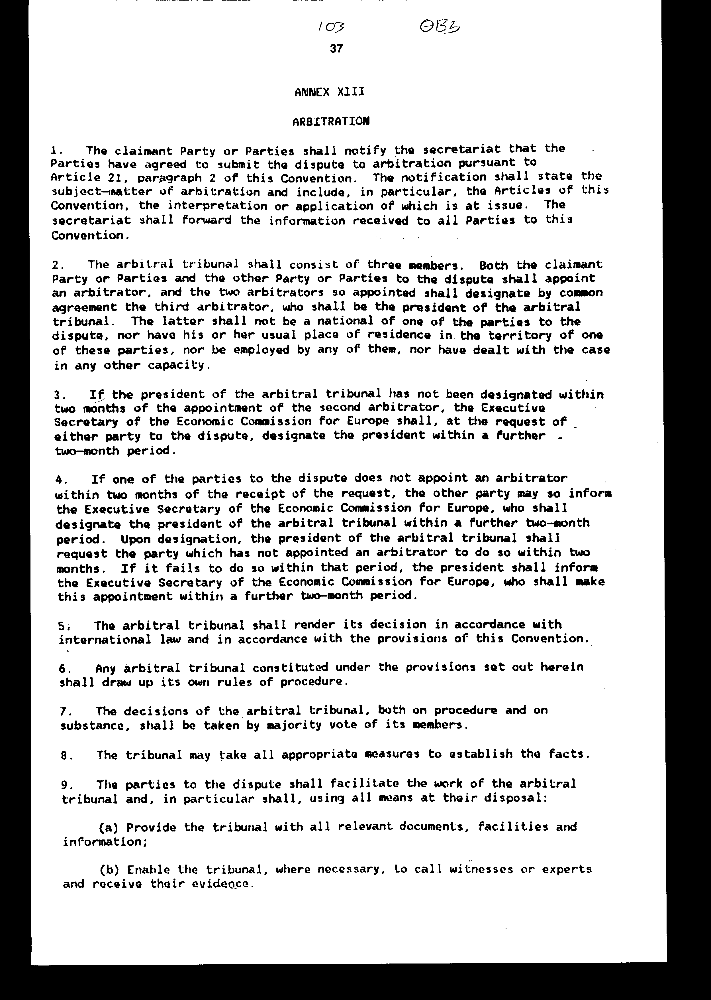 103 OB5
37
ANNEX XIII
ARBITRATION
1. The claimant Party or Parties shall notify the secretariat that the
Parties have agreed to submit the dispute to arbitration pursuant to
Article 21, paragraph 2 of this Convention. The notification shall state the
subject-matter of arbitration and include, in particular, the Articles of this
Convention, the interpretation or application of which is at issue. The
secretariat shall forward the information received to all Parties to this
Convention.
2. The arbitral tribunal shall consist of three members. Both the claimant
Party or Parties and the other Party or Parties to the dispute shall appoint
an arbitrator, and the two arbitrators so appointed shall designate by common
agreement the third arbitrator, who shall be the president of the arbitral
tribunal. The latter shall not be a national of one of the parties to the
dispute, nor have his or her usual place of residence in the territory of one
of these parties, nor be employed by any of them, nor have dealt with the case
in any other capacity.
3. If the president of the arbitral tribunal has not been designated within
two months of the appointment of the second arbitrator, the Executive
Secretary of the Economic Commission for Europe shall, at the request of
either party to the dispute, designate the president within a further
two-month period.
4. If one of the parties to the dispute does not appoint an arbitrator
within two months of the receipt of the request, the other party may so inform
the Executive Secretary of the Economic Commission for Europe, who shall
designate the president of the arbitral tribunal within a further two-month
period. Upon designation, the president of the arbitral tribunal shall
request the party which has not appointed an arbitrator to do so within two
months. If it fails to do so within that period, the president shall inform
the Executive Secretary of the Economic Commission for Europe, who shall make
this appointment within a further two-month period.
5. The arbitral tribunal shall render its decision in accordance with
international law and in accordance with the provisions of this Convention.
6. Any arbitral tribunal constituted under the provisions set out herein
shall draw up its own rules of procedure.
7. The decisions of the arbitral tribunal, both on procedure and on
substance, shall be taken by majority vote of its members.
8. The tribunal may take all appropriate measures to establish the facts.
9. The parties to the dispute shall facilitate the work of the arbitral
tribunal and, in particular shall, using all means at their disposal:
(a) Provide the tribunal with all relevant documents, facilities and
information;
(b) Enable the tribunal, where necessary, to call witnesses or experts
and receive their evidence.